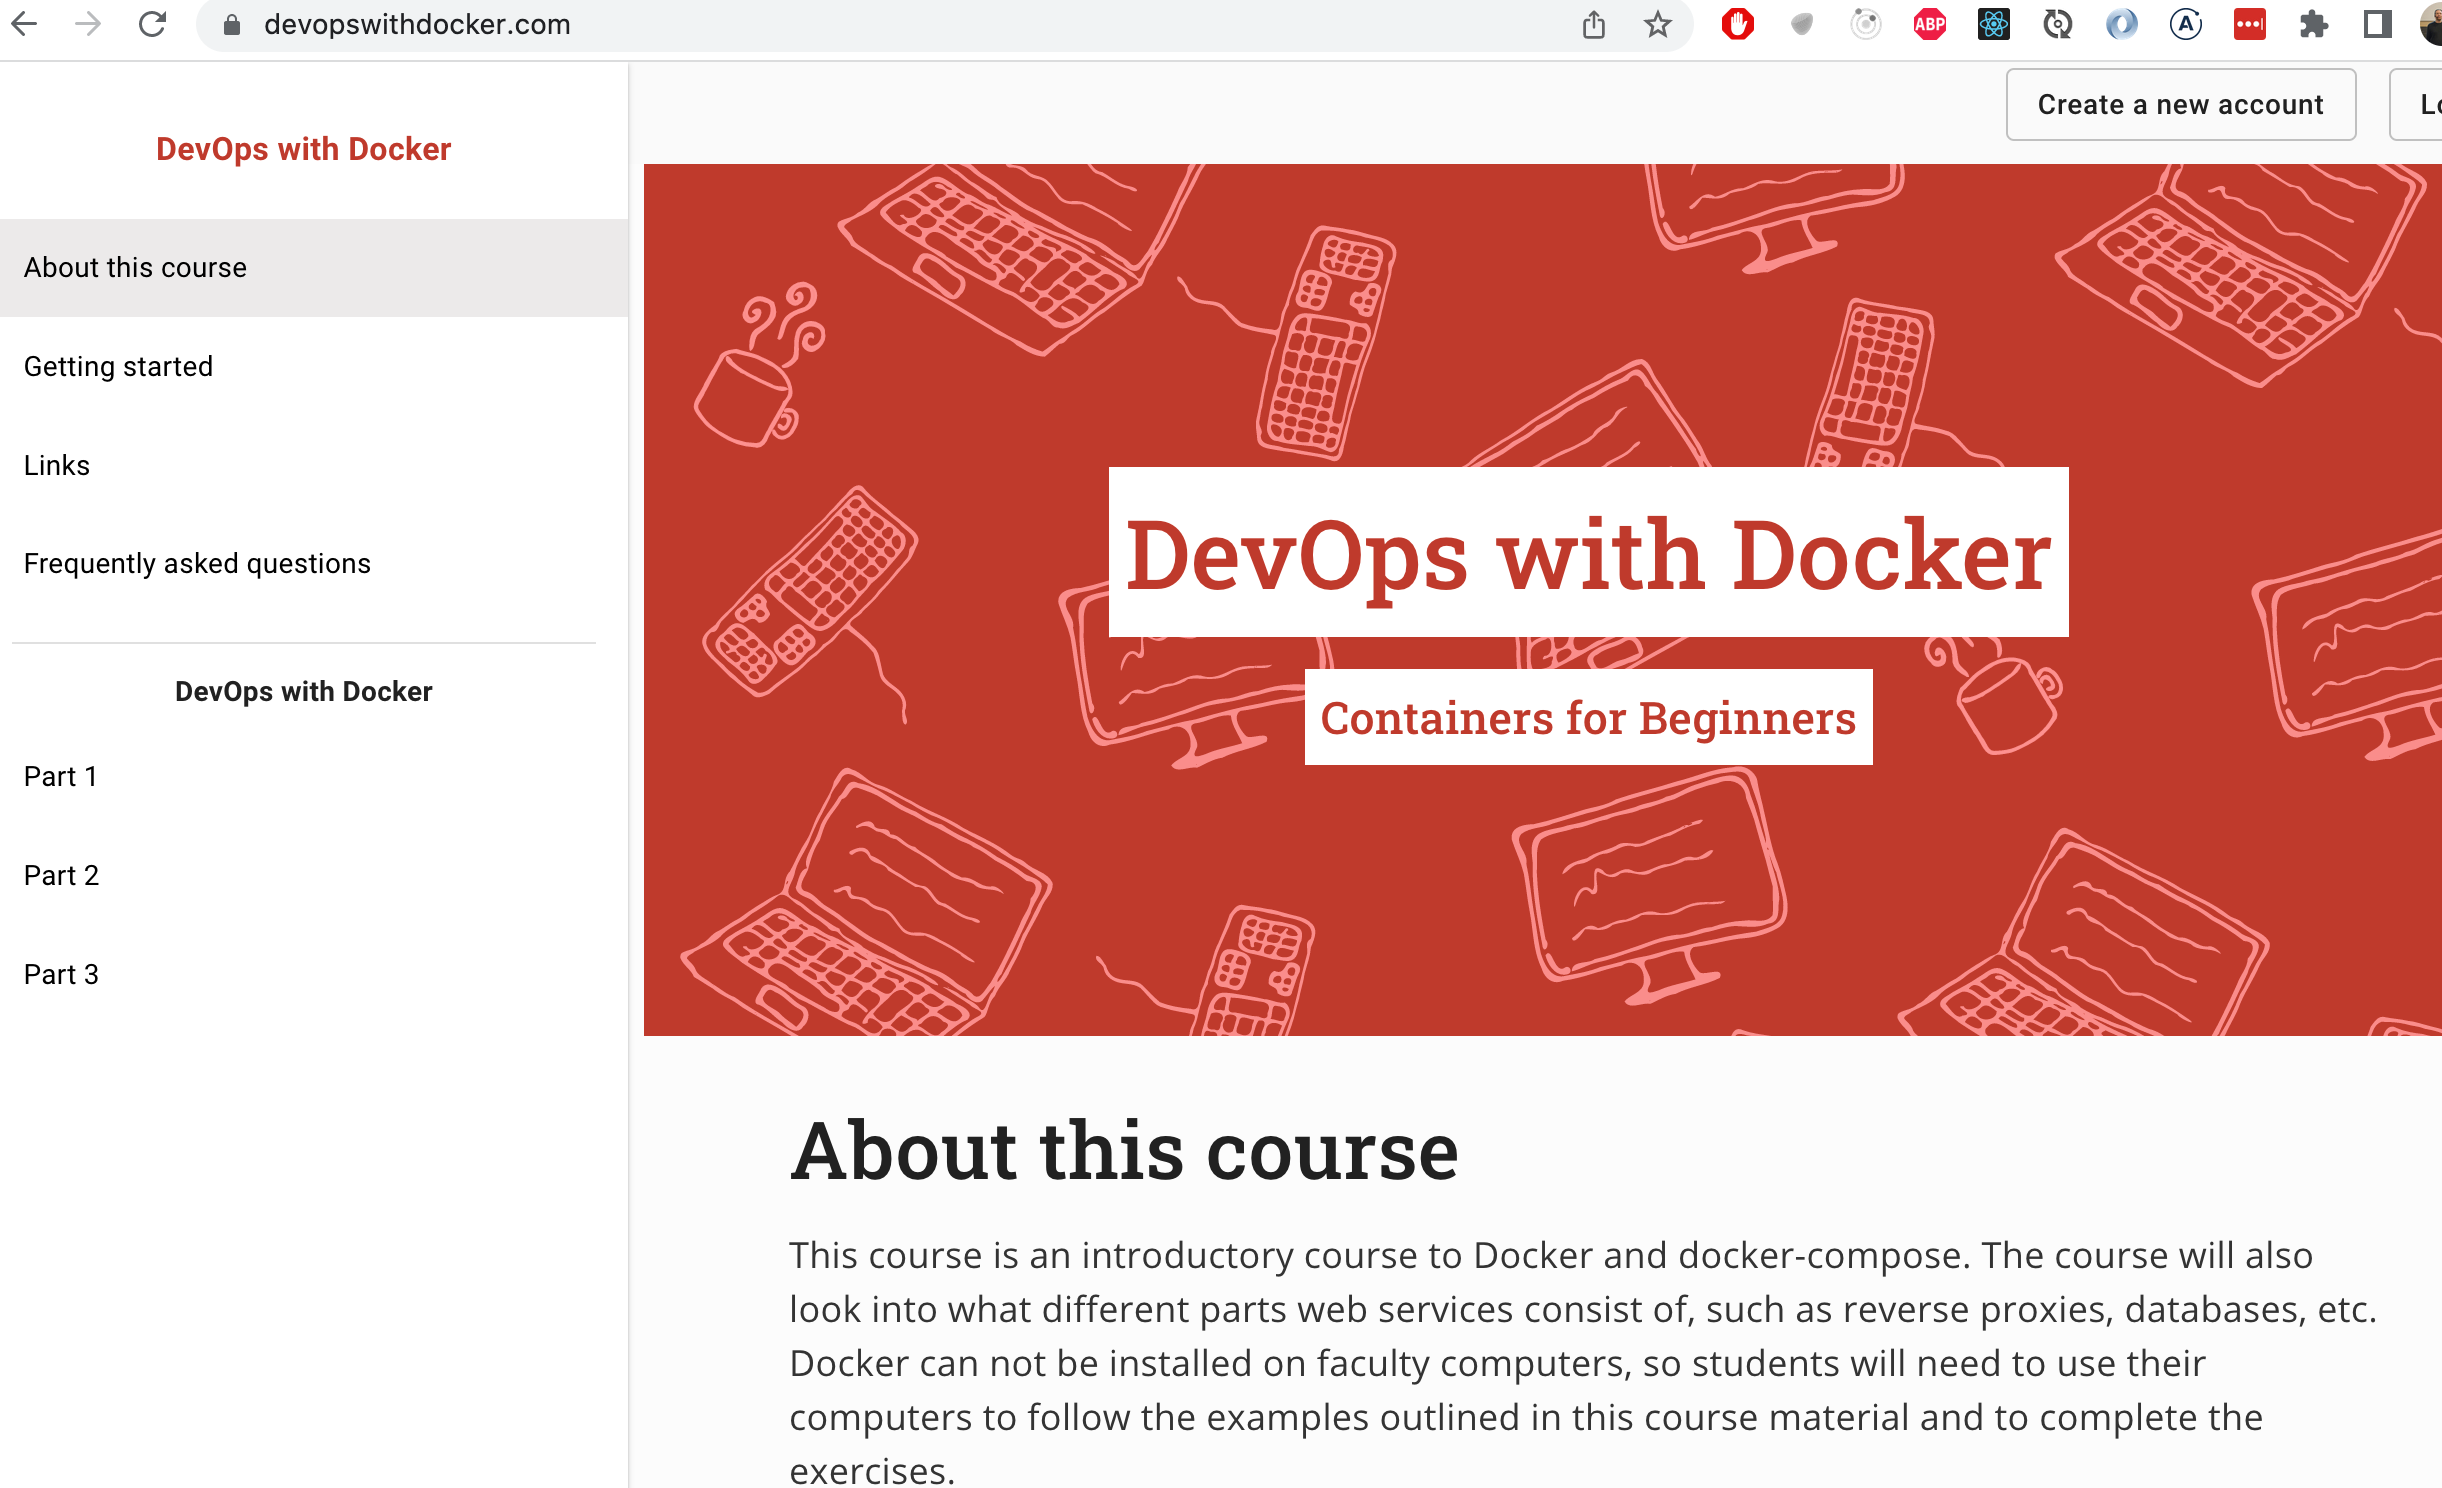 devopswithdocker.com
ABP
A
Create a new account
DevOps with Docker
About this course
Getting started
Links
Frequently asked questions
DevOps with Docker
Part 1
Part 2
Part 3
DevOps with Docker
Containers for Beginners
About this course
This course is an introductory course to Docker and docker-compose. The course will also
look into what different parts web services consist of, such as reverse proxies, databases, etc.
Docker can not be installed on faculty computers, so students will need to use their
computers to follow the examples outlined in this course material and to complete the
exercises.